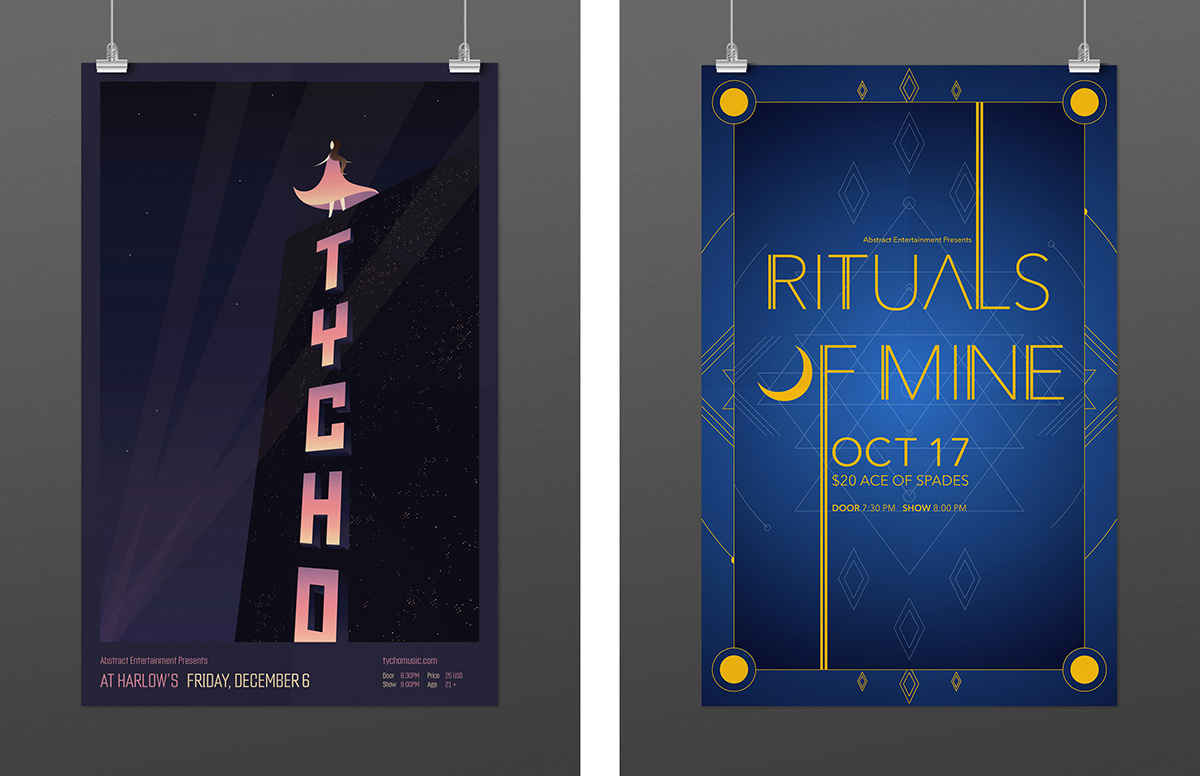 TYCHO
Abstract Entertainment Presents
AT HARLOW'S FRIDAY, DECEMBER 6
tychomusic.com
Door 8:30PM Price 25 USD
Show 9:00PM Age 21 +
Abstract Entertainment Presents
RITUALS
OF MINE
OCT 17
$20 ACE OF SPADES
DOOR 7:30 PM SHOW 8:00 PM